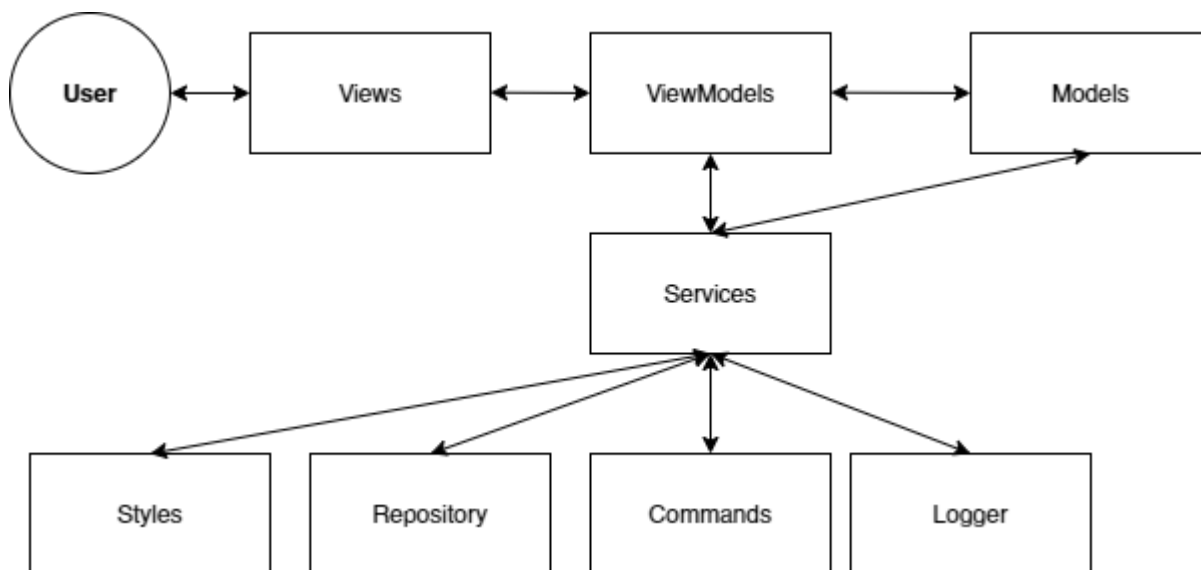 User
Views
ViewModels
Models
Services
Styles
Repository
Commands
Logger